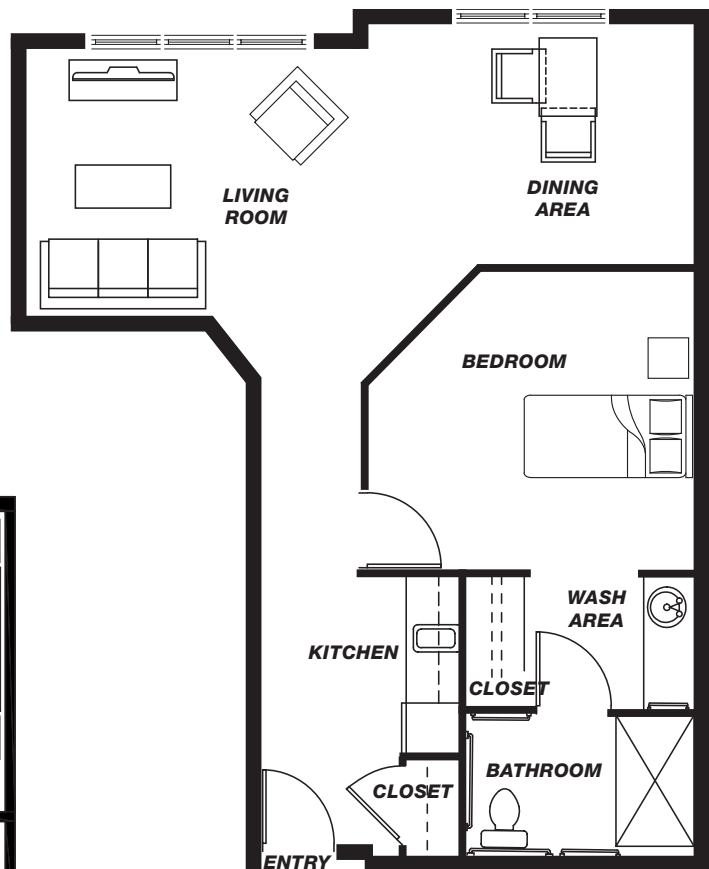 LIVING
ROOM
DINING
AREA
BEDROOM
WASH
AREA
KITCHEN
CLOSET
BATHROOM
CLOSET
ENTRY